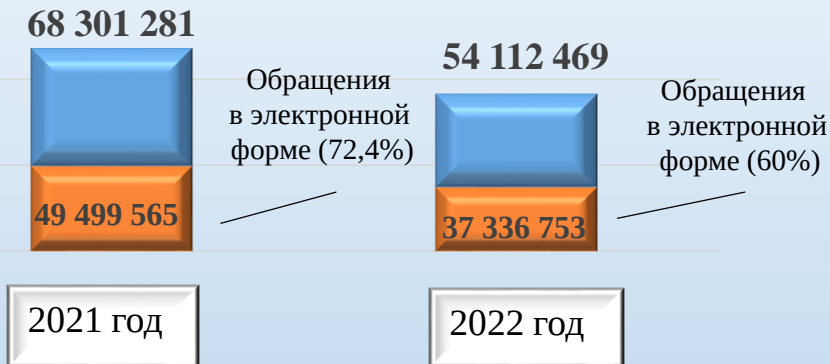 68 301 281
Обращения
в электронной
форме (72,4%)
49 499 565
2021 год
54 112 469
Обращения
в электронной
форме (60%)
37 336 753
2022 год